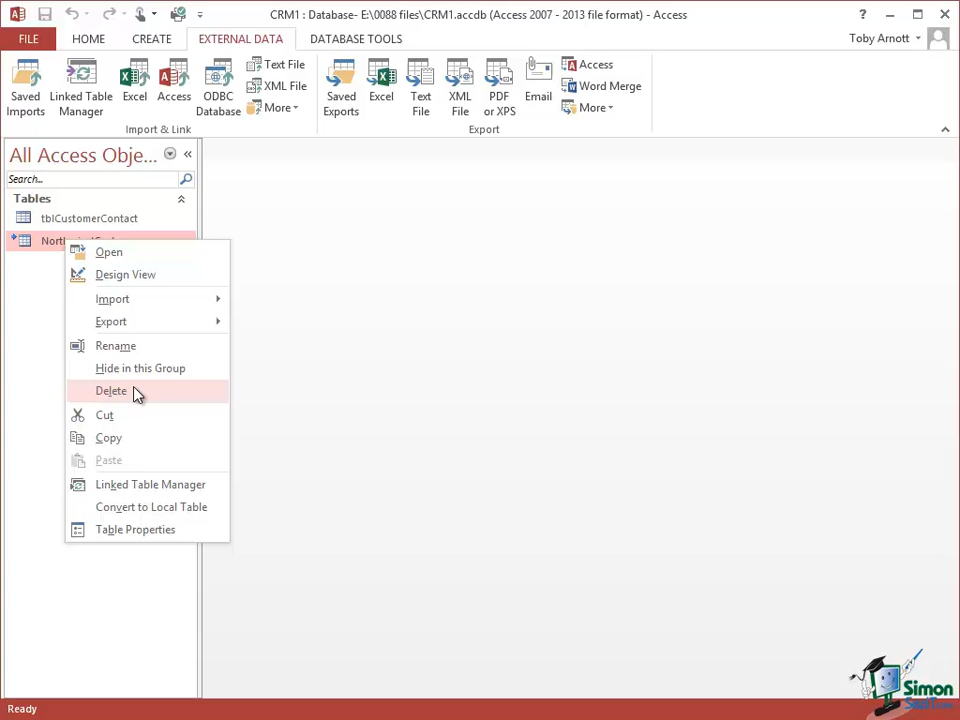 CRM1 : Database- E:\0088 files\CRM1.accdb (Access 2007 - 2013 file format) - Access
FILE HOME CREATE EXTERNAL DATA DATABASE TOOLS Toby Arnott
Saved Imports
Linked Table Manager
Excel
Access
ODBC Database
Text File
XML File
More
Import & Link
Saved Exports
Excel
Text File
XML File
PDF or XPS
Email
Access
Word Merge
More
Export
All Access Obje...
Search...
Tables
tblCustomerContact
Open
Design View
Import
Export
Rename
Hide in this Group
Delete
Cut
Copy
Paste
Linked Table Manager
Convert to Local Table
Table Properties
Ready
Simon